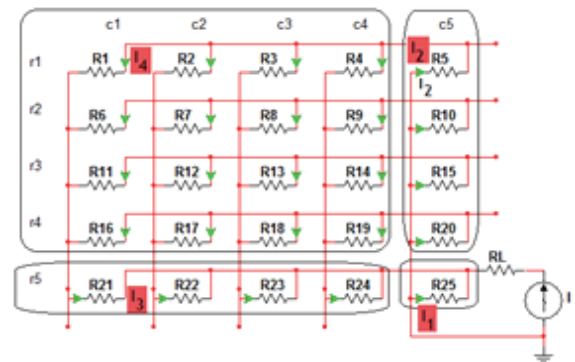 c1 c2 c3 c4 c5
r1 R1 I4 R2 R3 R4 I2 R5
I2
r2 R6 R7 R8 R9 R10
r3 R11 R12 R13 R14 R15
r4 R16 R17 R18 R19 R20
RL
r5 R21 I3 R22 R23 R24 R25 I
I1